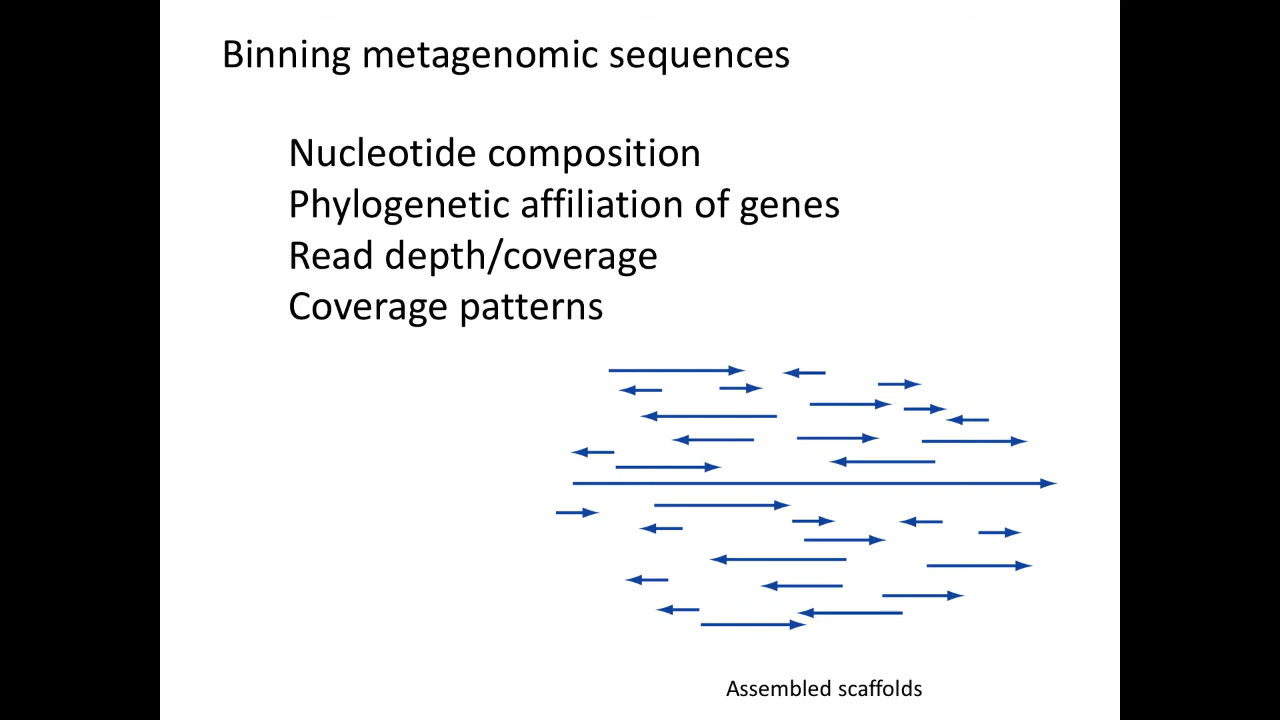 Binning metagenomic sequences
Nucleotide composition
Phylogenetic affiliation of genes
Read depth/coverage
Coverage patterns
Assembled scaffolds